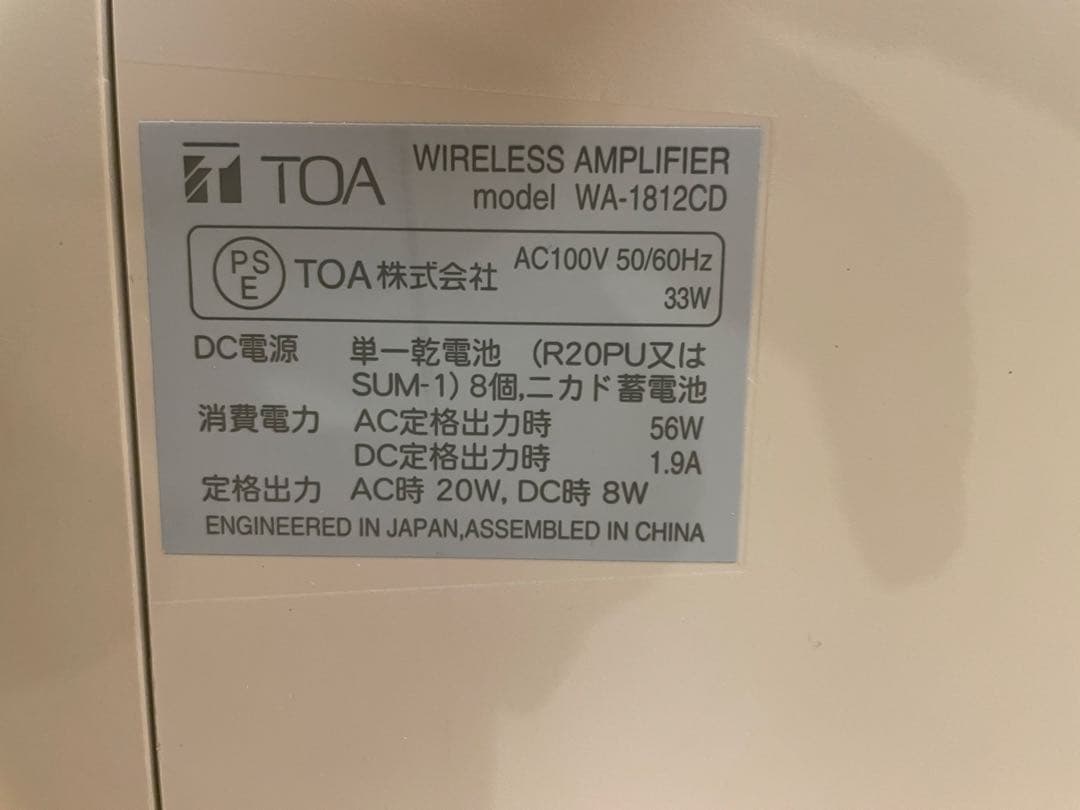 TOA WIRELESS AMPLIFIER
model WA-1812CD
PSE TOA株式会社 AC100V 50/60Hz
33W
DC電源 単一乾電池 (R20PU又は
SUM-1) 8個,ニカド蓄電池
消費電力 AC定格出力時 56W
DC定格出力時 1.9A
定格出力 AC時 20W, DC時 8W
ENGINEERED IN JAPAN,ASSEMBLED IN CHINA